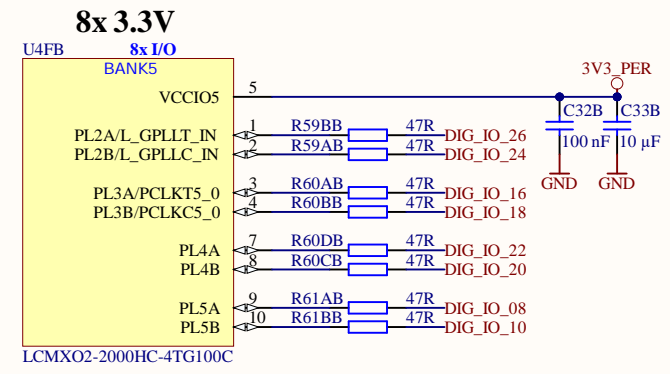 8x 3.3V
U4FB 8x I/O
BANK5
3V3_PER
VCCIO5 5
C32B C33B
100 nF 10 µF
PL2A/L_GPLLT_IN 1 R59BB 47R DIG_IO_26
PL2B/L_GPLLC_IN 2 R59AB 47R DIG_IO_24
GND GND
PL3A/PCLKT5_0 3 R60AB 47R DIG_IO_16
PL3B/PCLKC5_0 4 R60BB 47R DIG_IO_18
PL4A 7 R60DB 47R DIG_IO_22
PL4B 8 R60CB 47R DIG_IO_20
PL5A 9 R61AB 47R DIG_IO_08
PL5B 10 R61BB 47R DIG_IO_10
LCMXO2-2000HC-4TG100C